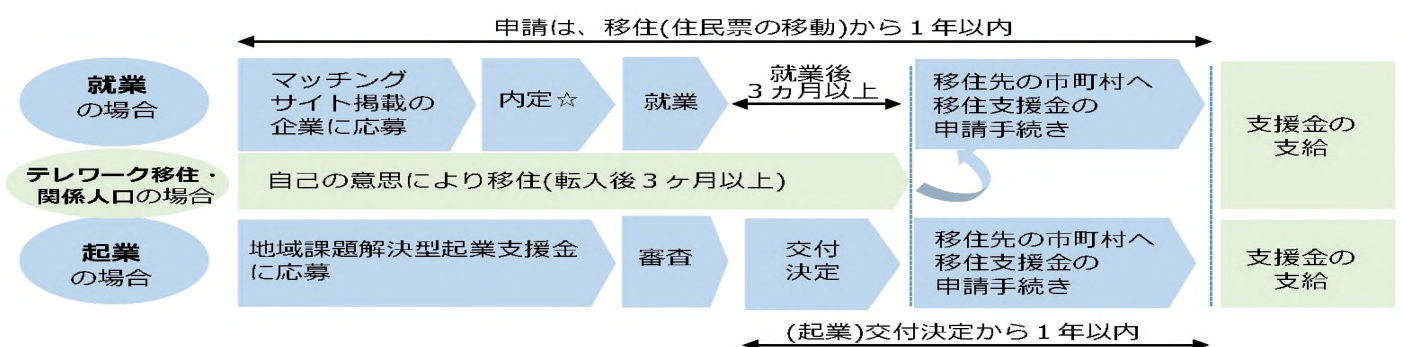 申請は、移住(住民票の移動)から１年以内
就業
の場合
マッチング
サイト掲載の
企業に応募
内定☆
就業
就業後
３ヵ月以上
移住先の市町村へ
移住支援金の
申請手続き
支援金の
支給
テレワーク移住・
関係人口の場合
自己の意思により移住(転入後３ヶ月以上)
起業
の場合
地域課題解決型起業支援金
に応募
審査
交付
決定
移住先の市町村へ
移住支援金の
申請手続き
支援金の
支給
(起業)交付決定から１年以内